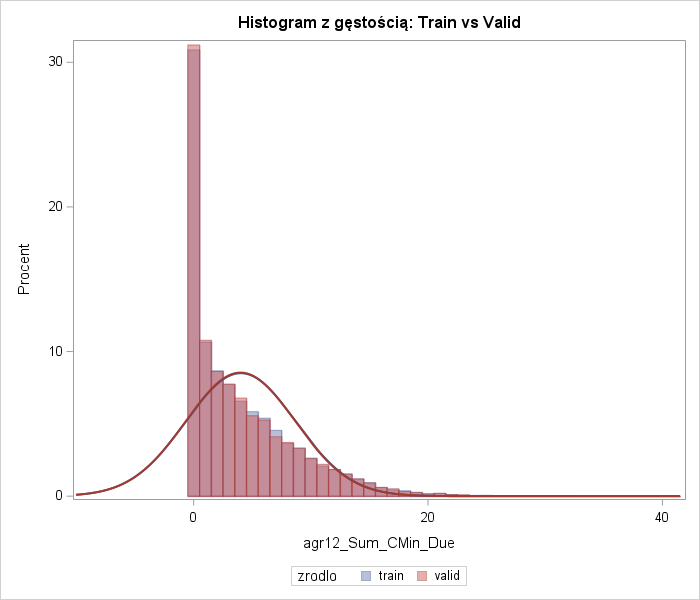 Histogram z gęstością: Train vs Valid
30
20
10
0
Procent
0 20 40
agr12_Sum_CMin_Due
zrodlo train valid